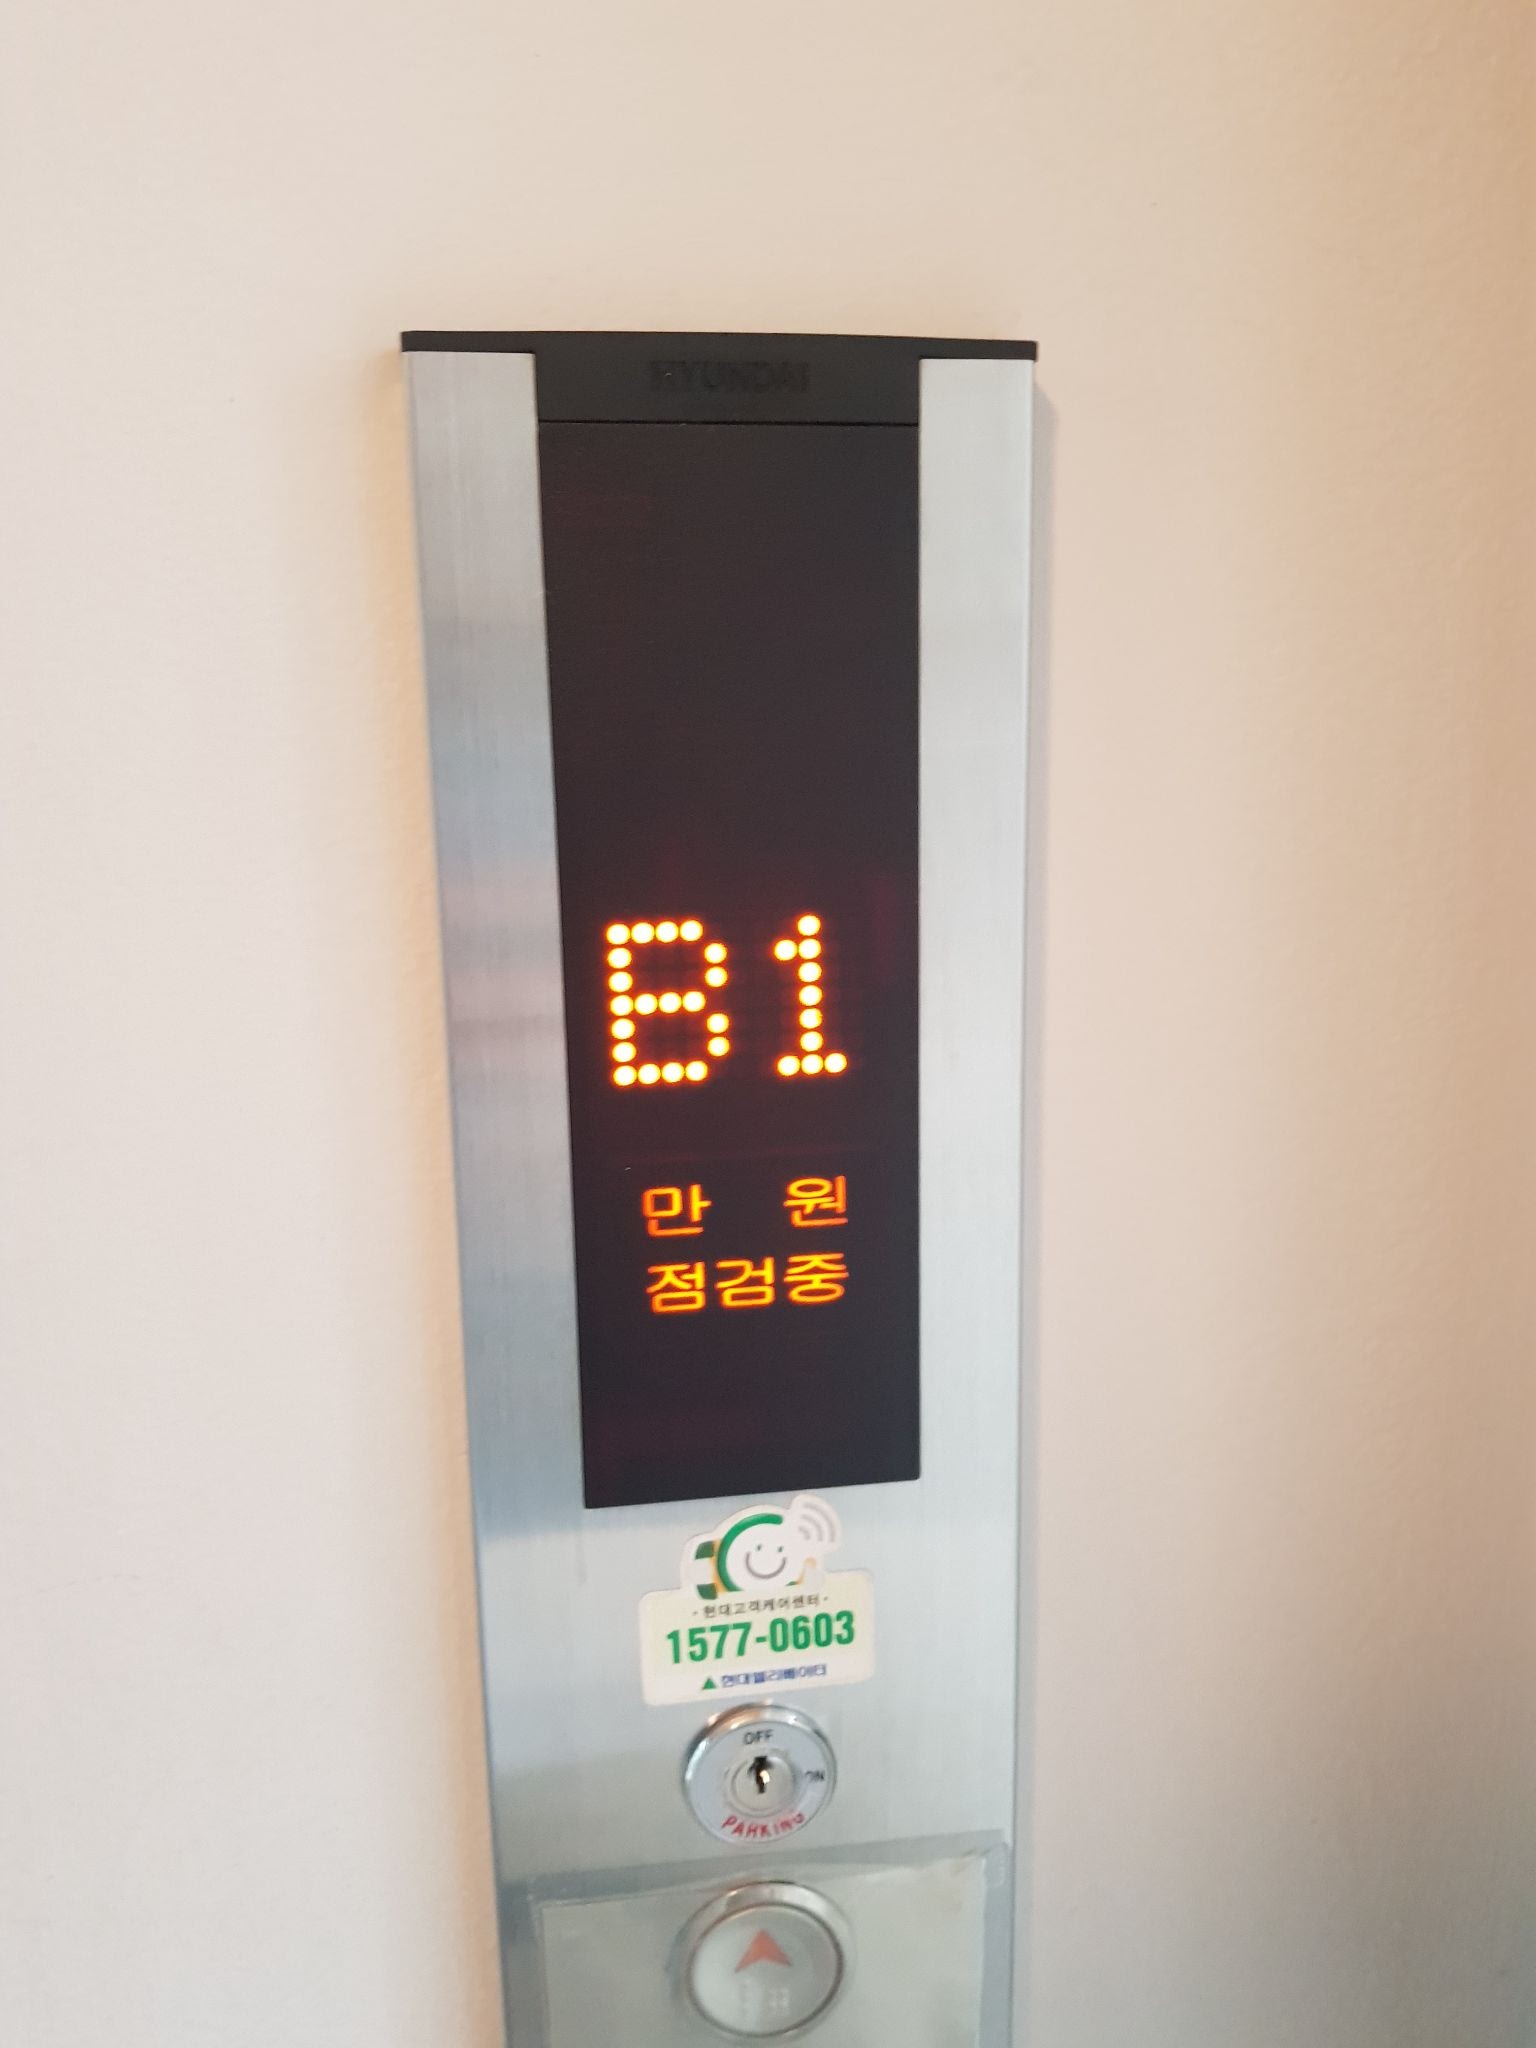 HYUNDAI
B1
만 원
점검중
- 현대고객케어센터 -
1577-0603
현대엘리베이터
OFF
ON
PARKING